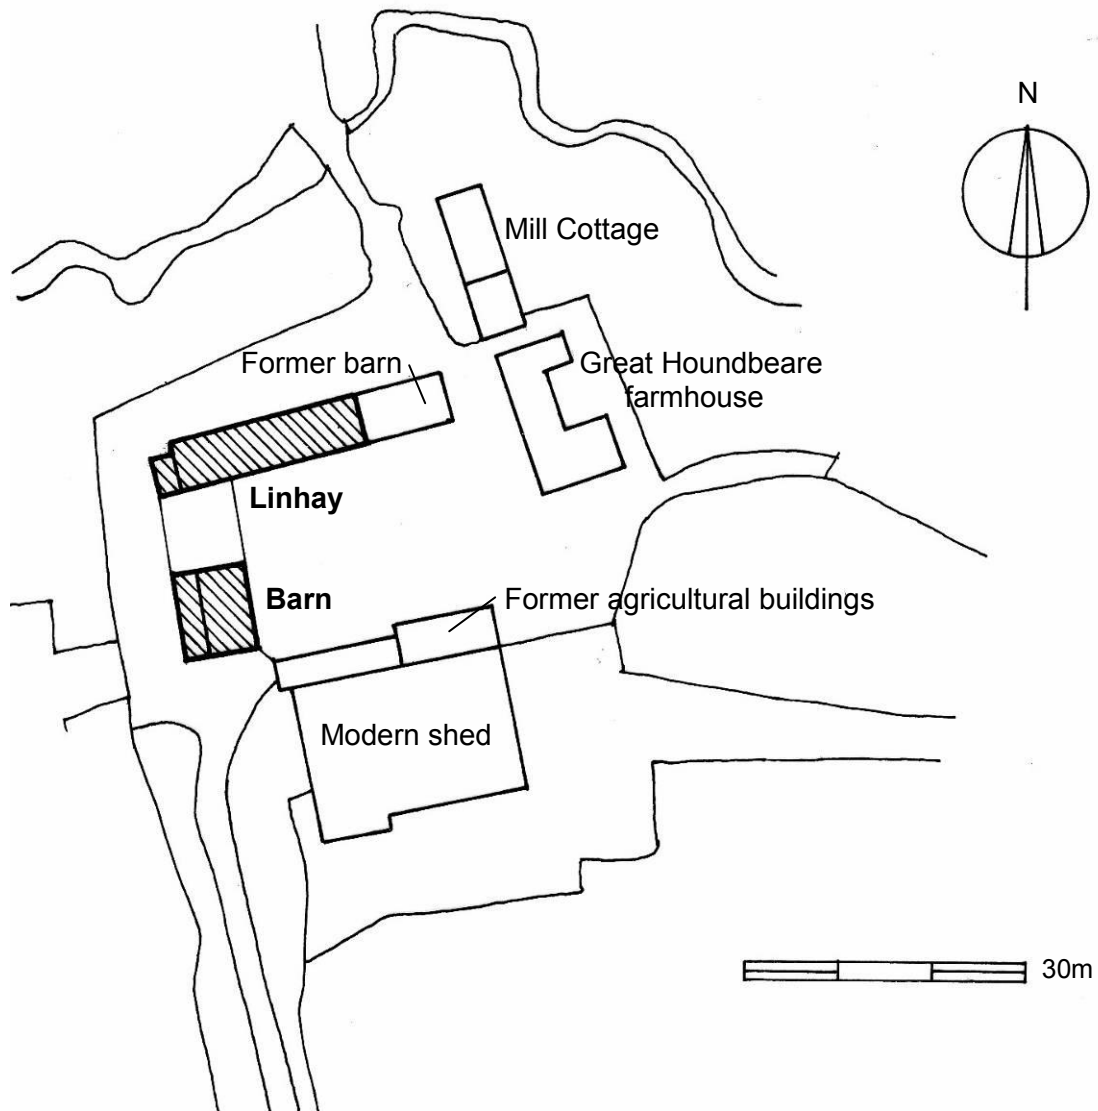 N
Mill Cottage
Former barn
Great Houndbeare
farmhouse
Linhay
Barn
Former agricultural buildings
Modern shed
30m